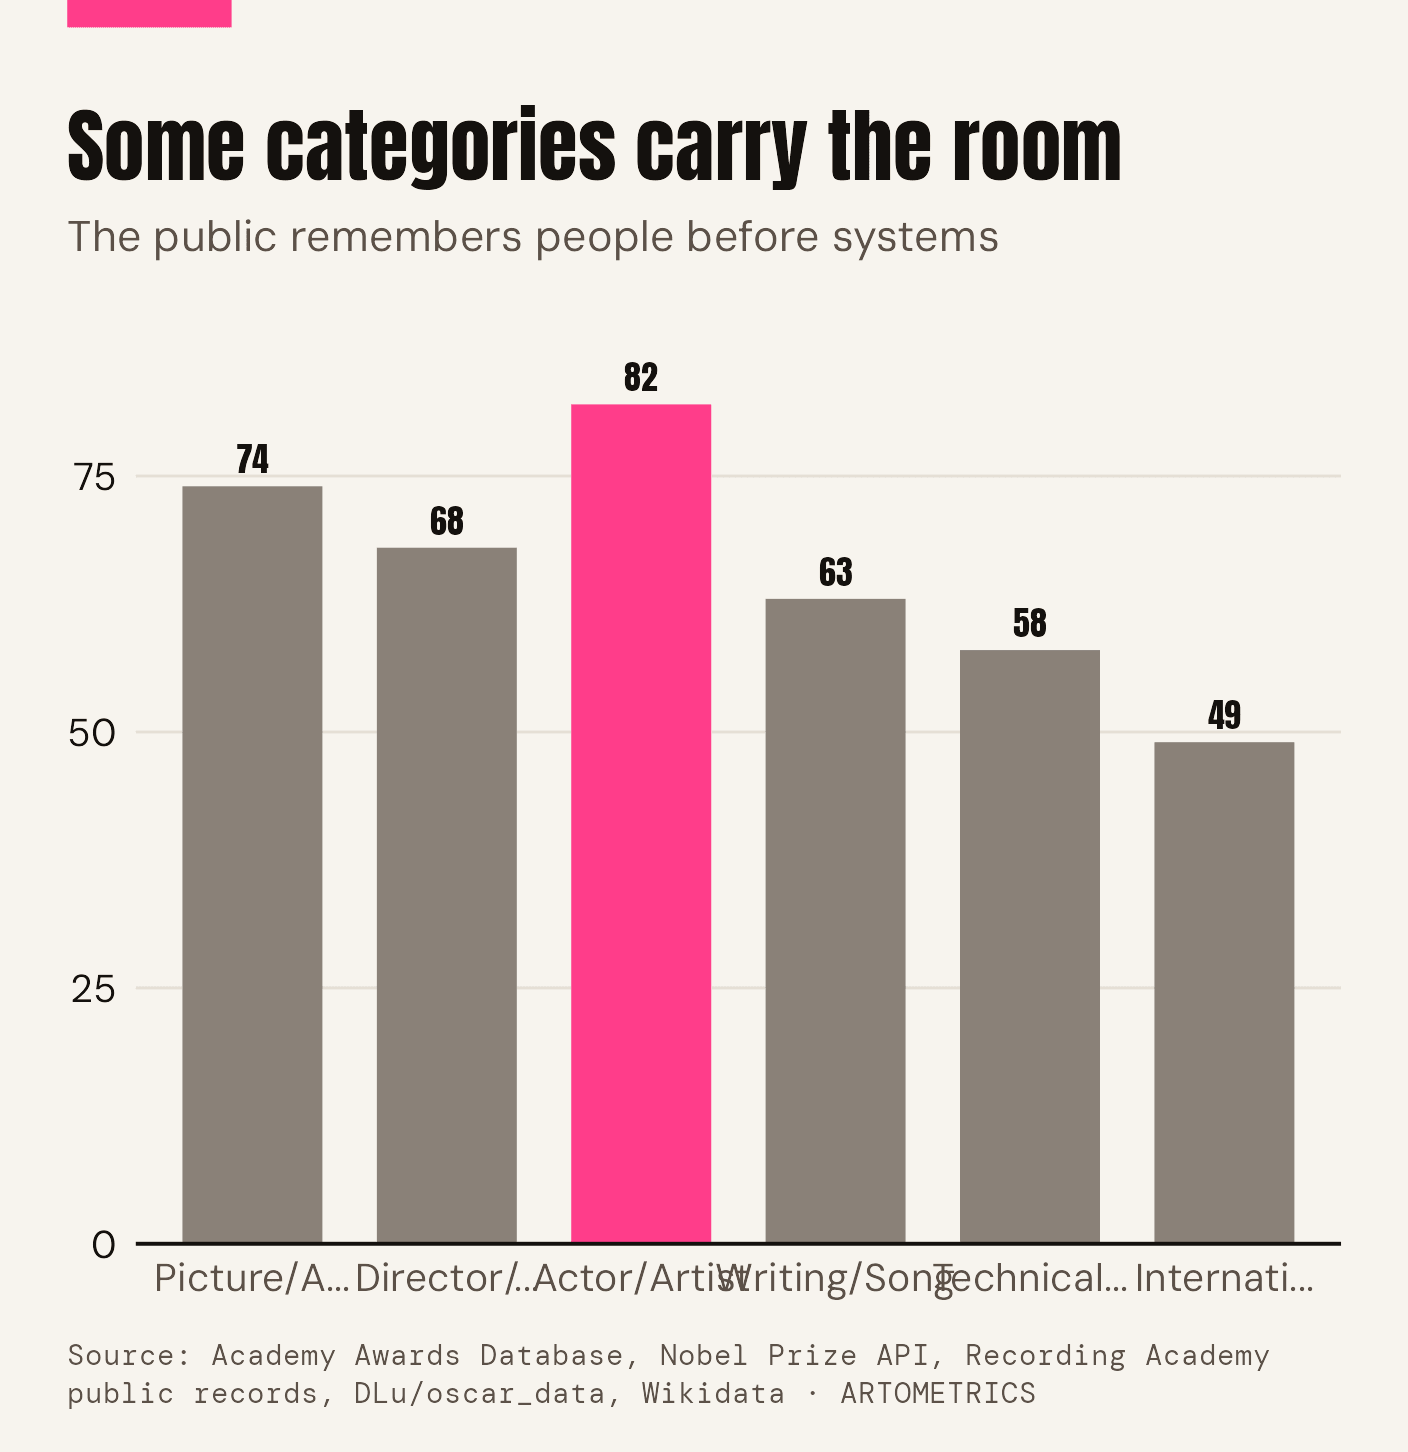 Some categories carry the room
The public remembers people before systems
82
74
75
68
63
58
49
50
25
0
Picture/A... Director/... Actor/Artist Writing/Song Technical... Internati...
Source: Academy Awards Database, Nobel Prize API, Recording Academy
public records, DLu/oscar_data, Wikidata · ARTOMETRICS